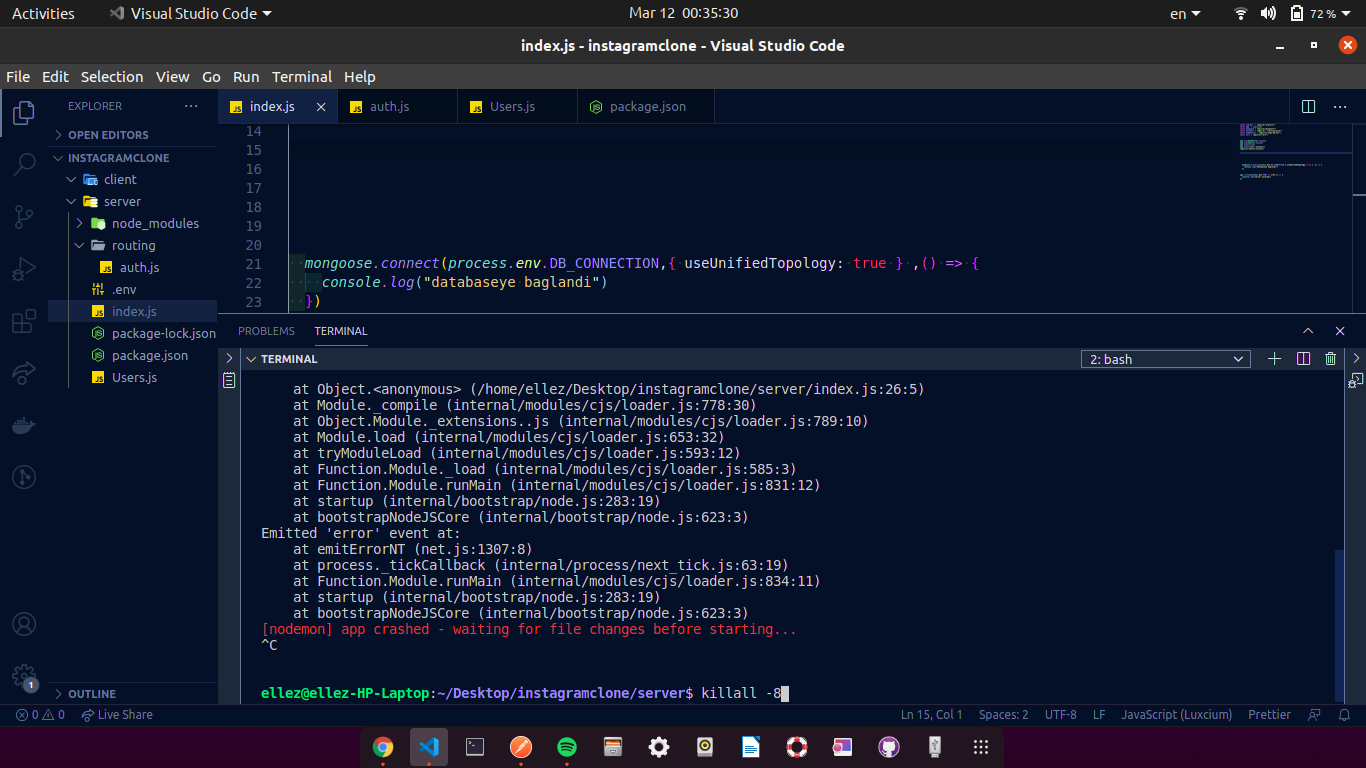 Activities
Visual Studio Code
Mar 12 00:35:30
en
72 %
index.js - instagramclone - Visual Studio Code
File Edit Selection View Go Run Terminal Help
EXPLORER
OPEN EDITORS
INSTAGRAMCLONE
client
server
node_modules
routing
auth.js
.env
index.js
package-lock.json
package.json
Users.js
OUTLINE
index.js
auth.js
Users.js
package.json
14
15
16
17
18
19
20
21 mongoose.connect(process.env.DB_CONNECTION,{ useUnifiedTopology: true } ,() => {
22 console.log("databaseye baglandi")
23 })
PROBLEMS TERMINAL
TERMINAL
2: bash
at Object.<anonymous> (/home/ellez/Desktop/instagramclone/server/index.js:26:5)
at Module._compile (internal/modules/cjs/loader.js:778:30)
at Object.Module._extensions..js (internal/modules/cjs/loader.js:789:10)
at Module.load (internal/modules/cjs/loader.js:653:32)
at tryModuleLoad (internal/modules/cjs/loader.js:593:12)
at Function.Module._load (internal/modules/cjs/loader.js:585:3)
at Function.Module.runMain (internal/modules/cjs/loader.js:831:12)
at startup (internal/bootstrap/node.js:283:19)
at bootstrapNodeJSCore (internal/bootstrap/node.js:623:3)
Emitted 'error' event at:
at emitErrorNT (net.js:1307:8)
at process._tickCallback (internal/process/next_tick.js:63:19)
at Function.Module.runMain (internal/modules/cjs/loader.js:834:11)
at startup (internal/bootstrap/node.js:283:19)
at bootstrapNodeJSCore (internal/bootstrap/node.js:623:3)
[nodemon] app crashed - waiting for file changes before starting...
^C
ellez@ellez-HP-Laptop:~/Desktop/instagramclone/server$ killall -8
1
0 0 Live Share
Ln 15, Col 1 Spaces: 2 UTF-8 LF JavaScript (Luxcium) Prettier